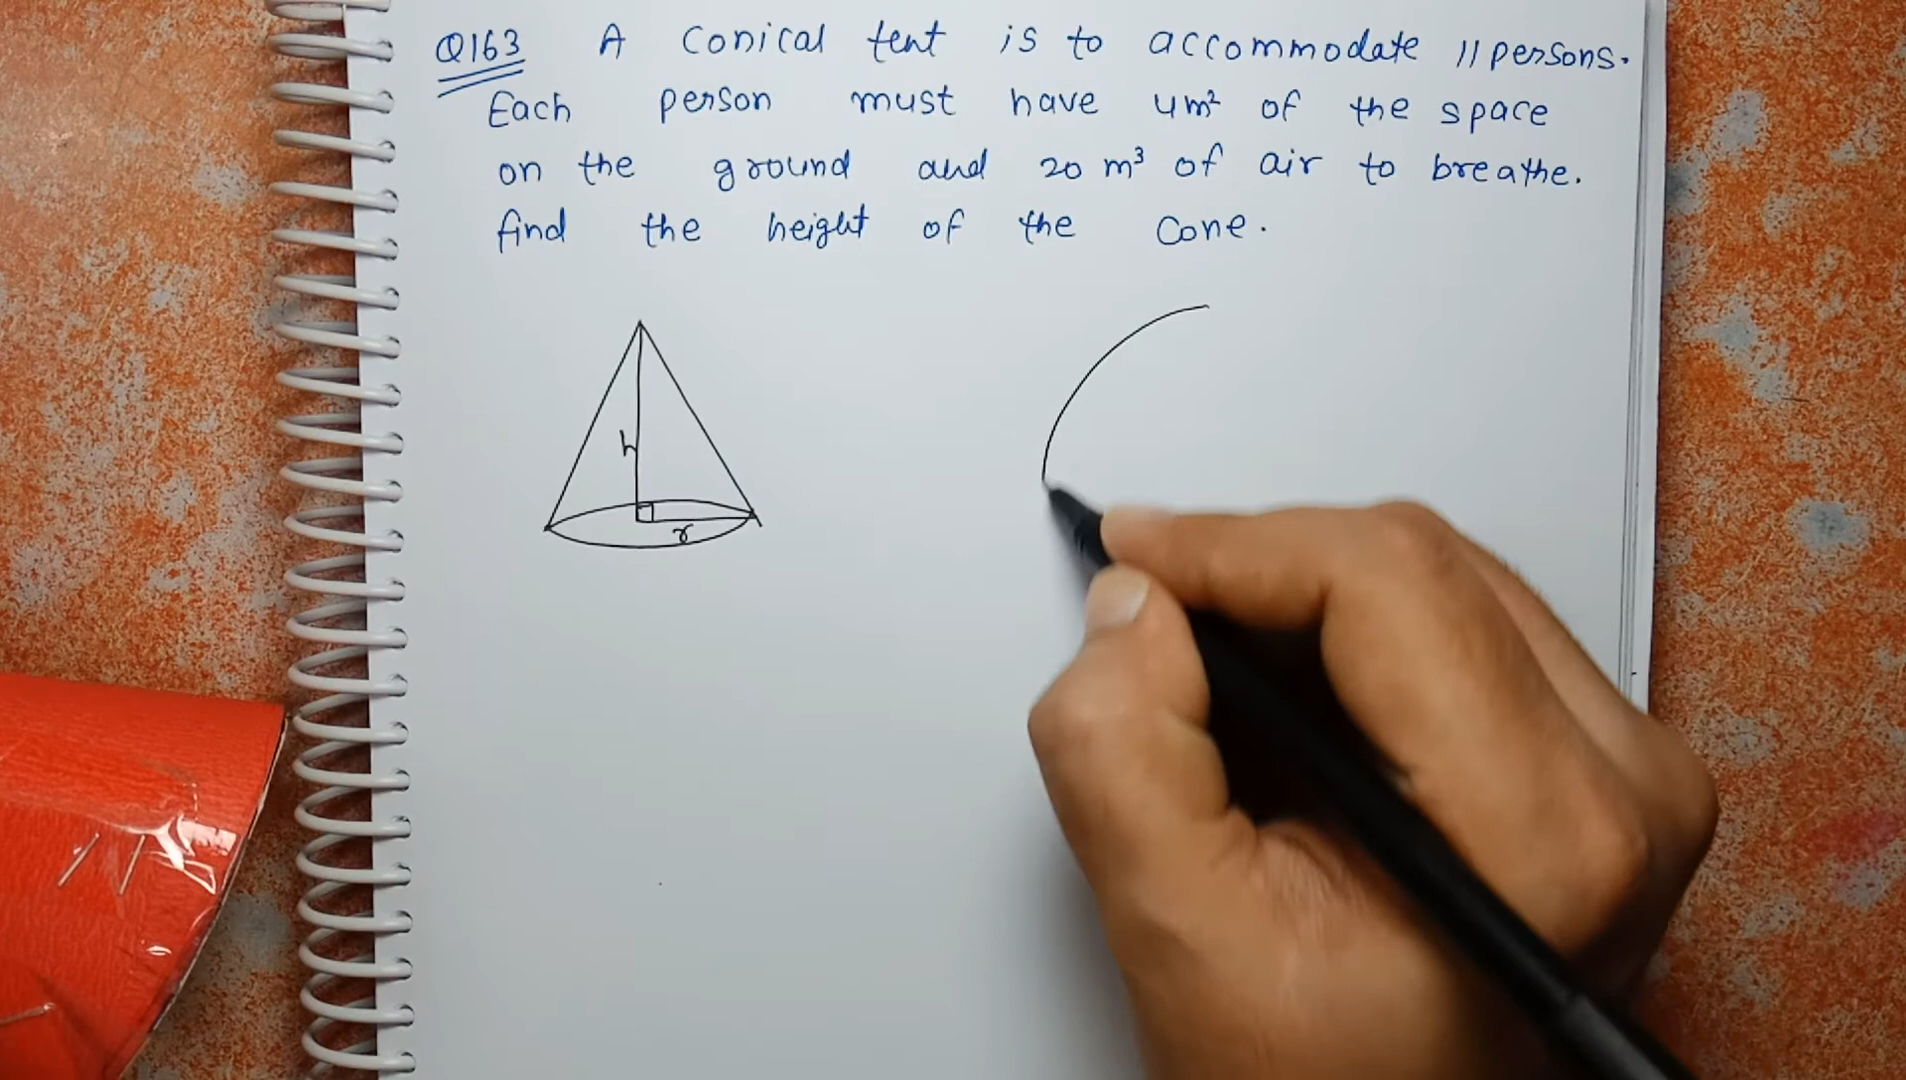 Q163 A conical tent is to accommodate 11 persons.
Each person must have 4m² of the space
on the ground and 20 m³ of air to breathe.
find the height of the cone.
h
r